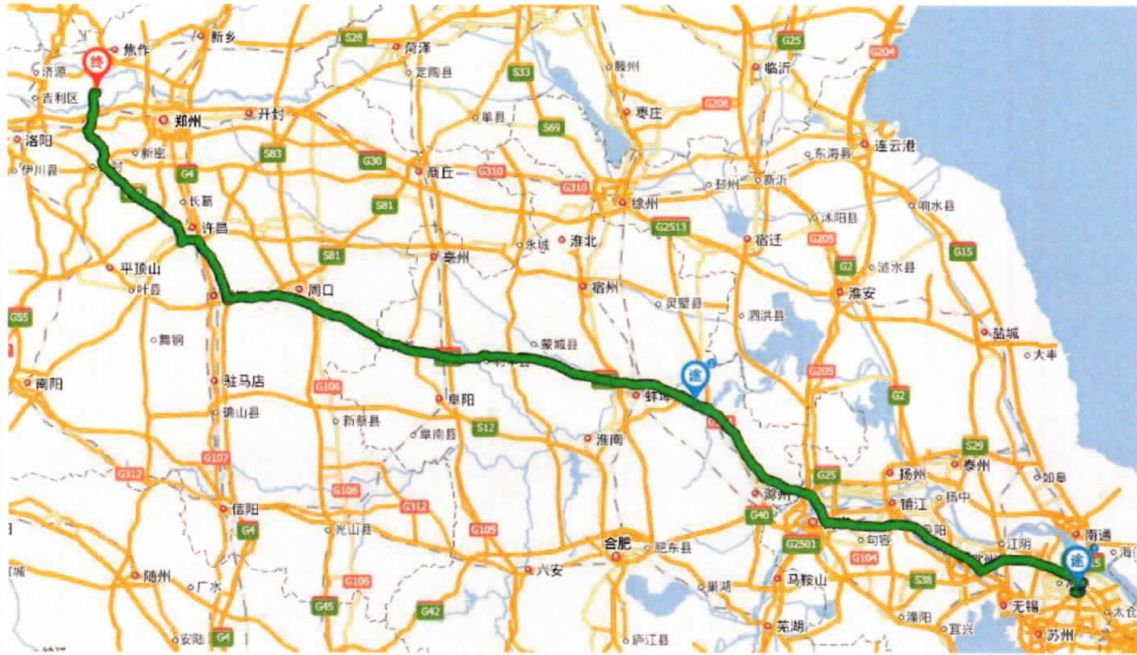 焦作
新乡
S28
菏泽
G25
G204
终
济源
定陶县
S33
滕州
临沂
吉利区
开封
单县
G206
枣庄
郑州
S69
洛阳
新密
S83
G30
连云港
伊川县
封
G4
商丘
G310
G310
东海县
邳州
新沂
长葛
S81
徐州
响水县
许昌
G2513
沭阳县
永城
淮北
宿迁
G205
G15
平顶山
S81
亳州
G2
涟水县
叶县
周口
宿州
灵璧县
淮安
G55
泗洪县
舞钢
蒙城县
盐城
大丰
途
G205
南阳
驻马店
G106
阜阳
蚌埠
G2
确山县
新蔡县
阜南县
S12
淮南
S29
G312
G107
G25
扬州
泰州
如皋
G106
滁州
镇江
扬中
信阳
G312
G40
G4
光山县
G105
丹阳
南通
合肥
肥东县
G2501
句容
江阴
途
G104
随州
六安
广水
G106
马鞍山
S38
巢湖
无锡
太仓
G45
G42
溧阳
安陆
G4
庐江县
芜湖
宜兴
苏州